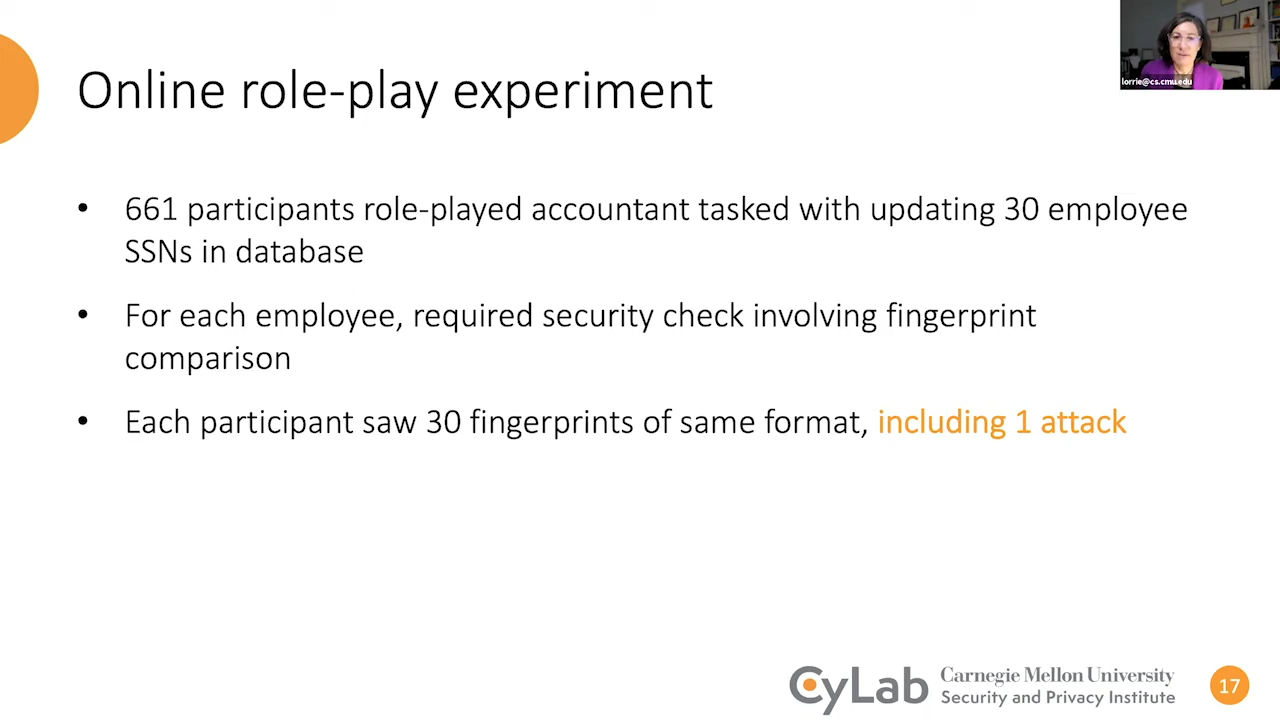 lorrie@cs.cmu.edu
Online role-play experiment
• 661 participants role-played accountant tasked with updating 30 employee
SSNs in database
• For each employee, required security check involving fingerprint
comparison
• Each participant saw 30 fingerprints of same format, including 1 attack
CyLab Carnegie Mellon University
Security and Privacy Institute
17